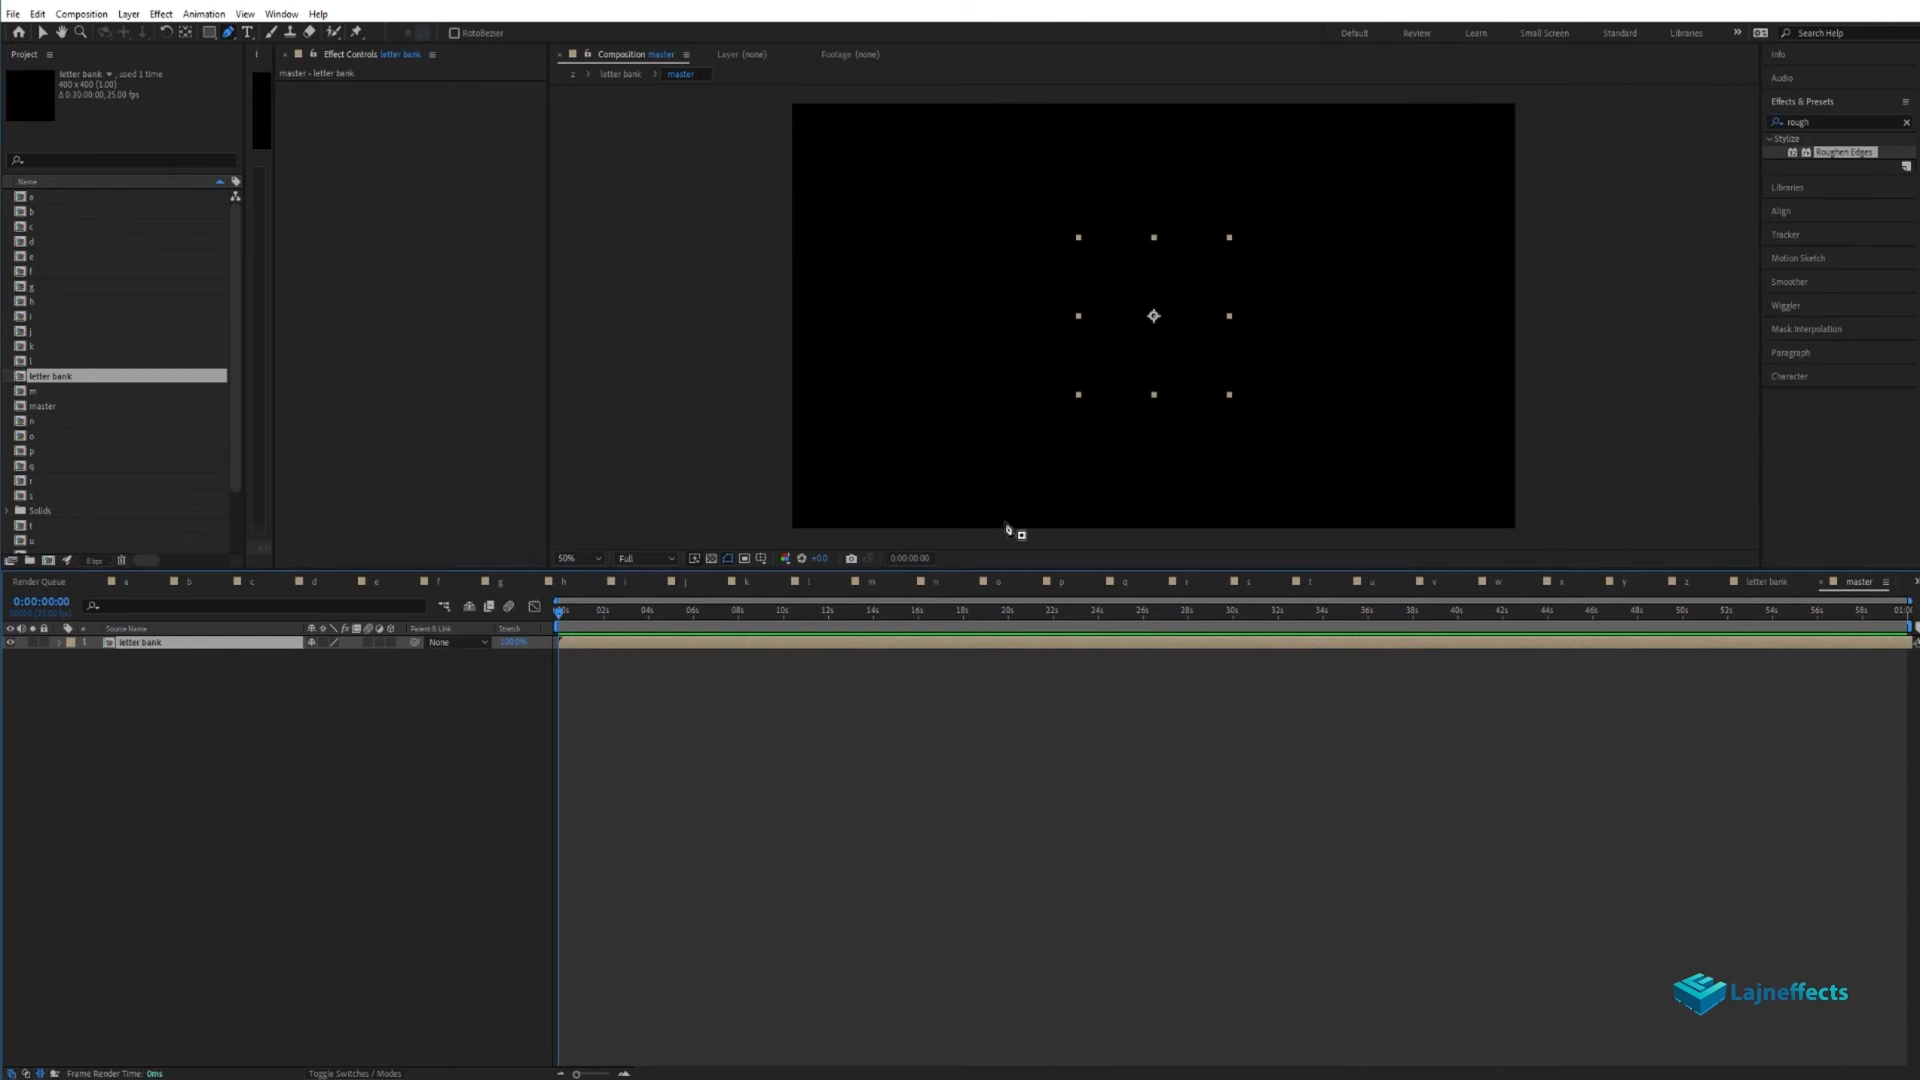 File Edit Composition Layer Effect Animation View Window Help
RotoBezier Default Review Learn Small Screen Standard Libraries Search Help
Project
letter bank , used 1 time
400 x 400 (1.00)
Δ 0:30:00:00, 25.00 fps
Name
a
b
c
d
e
f
g
h
i
j
k
l
letter bank
m
master
n
o
p
q
r
s
Solids
t
u
8 bpc
Effect Controls letter bank
master • letter bank
Composition master Layer (none) Footage (none)
z letter bank master
50% Full +0.0 0:00:00:00
Info
Audio
Effects & Presets
rough
Stylize
Roughen Edges
Libraries
Align
Tracker
Motion Sketch
Smoother
Wiggler
Mask Interpolation
Paragraph
Character
Render Queue a b c d e f g h i j k l m n o p q r s t u v w x y z letter bank master
0:00:00:00
00000 (25.00 fps)
02s 04s 06s 08s 10s 12s 14s 16s 18s 20s 22s 24s 26s 28s 30s 32s 34s 36s 38s 40s 42s 44s 46s 48s 50s 52s 54s 56s 58s
# Source Name Parent & Link Stretch
1 letter bank None 100.0%
Lajneffects
Frame Render Time: 0ms Toggle Switches / Modes